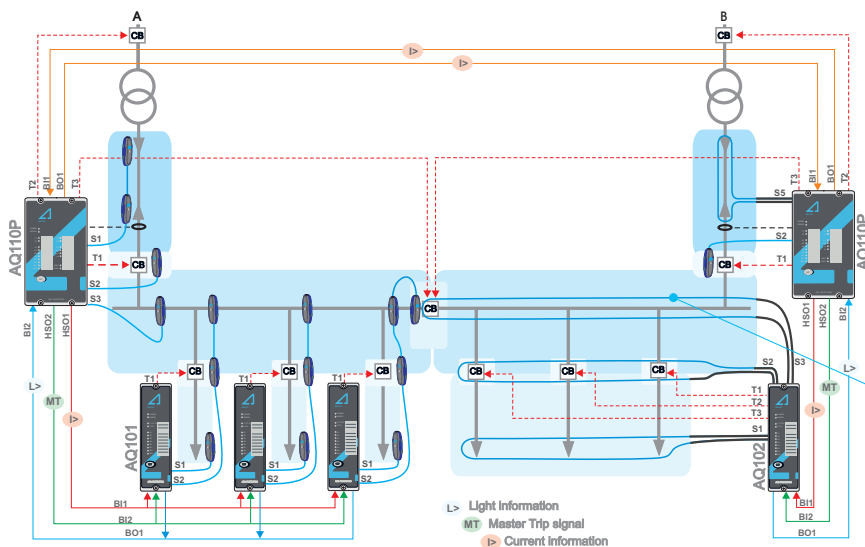 A
B
CB
CB
I>
I>
T2
BI1
BO1
T3
T3
BI1
BO1
T2
AQ110P
S1
T1
CB
S2
S3
S5
S2
CB
T1
AQ110P
BI2
HSO2
HSO1
HSO1
HSO2
BI2
CB
L>
MT
I>
T1
CB
T1
CB
T1
CB
CB
CB
CB
S2
S3
T1
T2
T3
S1
I>
MT
L>
AQ101
S1
S2
S1
S2
S1
S2
AQ102
BI1
BI2
BO1
BI1
BI2
BO1
L> Light Information
MT Master Trip signal
I> Current information